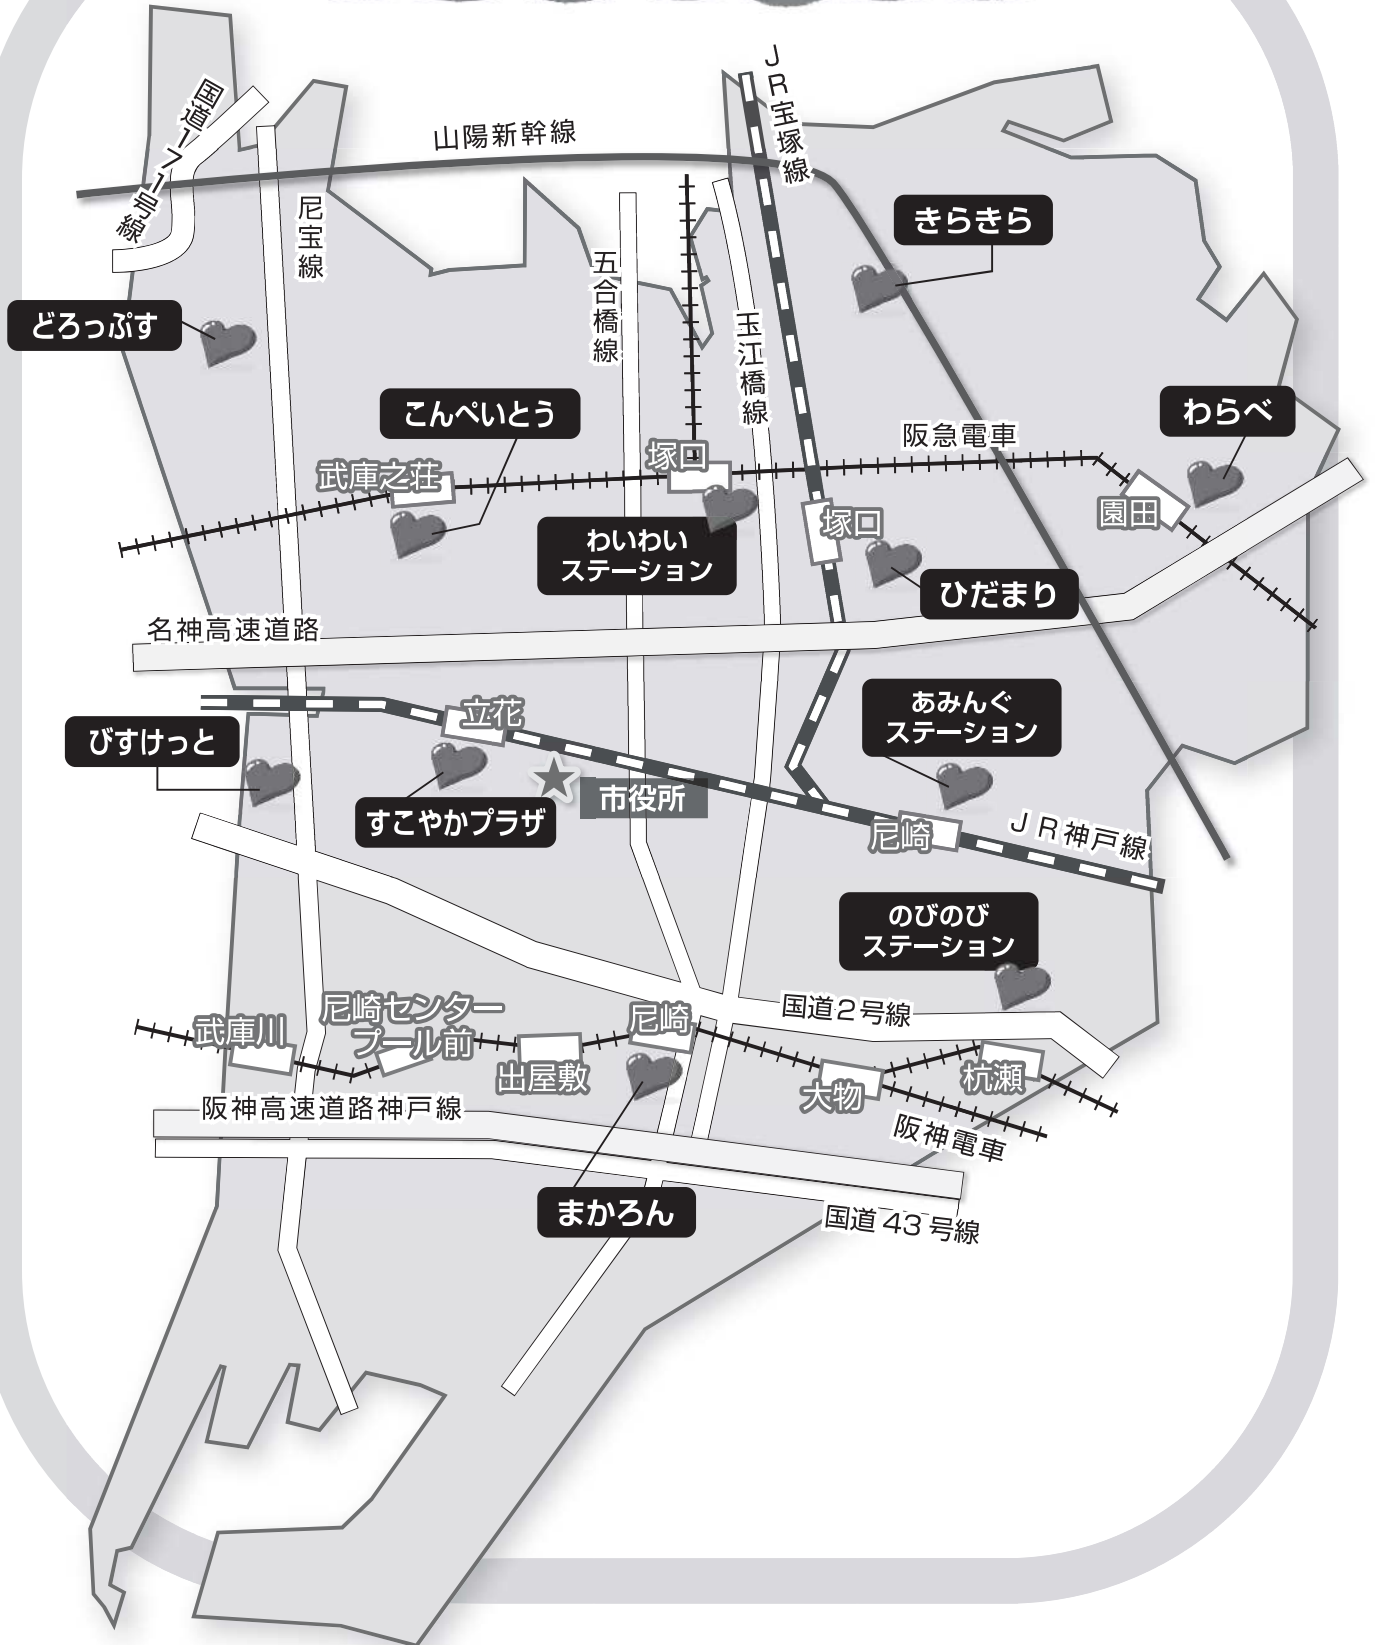 国道171号線
山陽新幹線
JR宝塚線
尼宝線
五合橋線
玉江橋線
きらきら
どろっぷす
こんぺいとう
わらべ
阪急電車
武庫之荘
塚口
園田
塚口
わいわい
ステーション
ひだまり
名神高速道路
立花
あみんぐ
ステーション
びすけっと
すこやかプラザ
市役所
尼崎
JR神戸線
のびのび
ステーション
国道2号線
武庫川
尼崎センター
プール前
出屋敷
尼崎
大物
杭瀬
阪神電車
阪神高速道路神戸線
まかろん
国道43号線